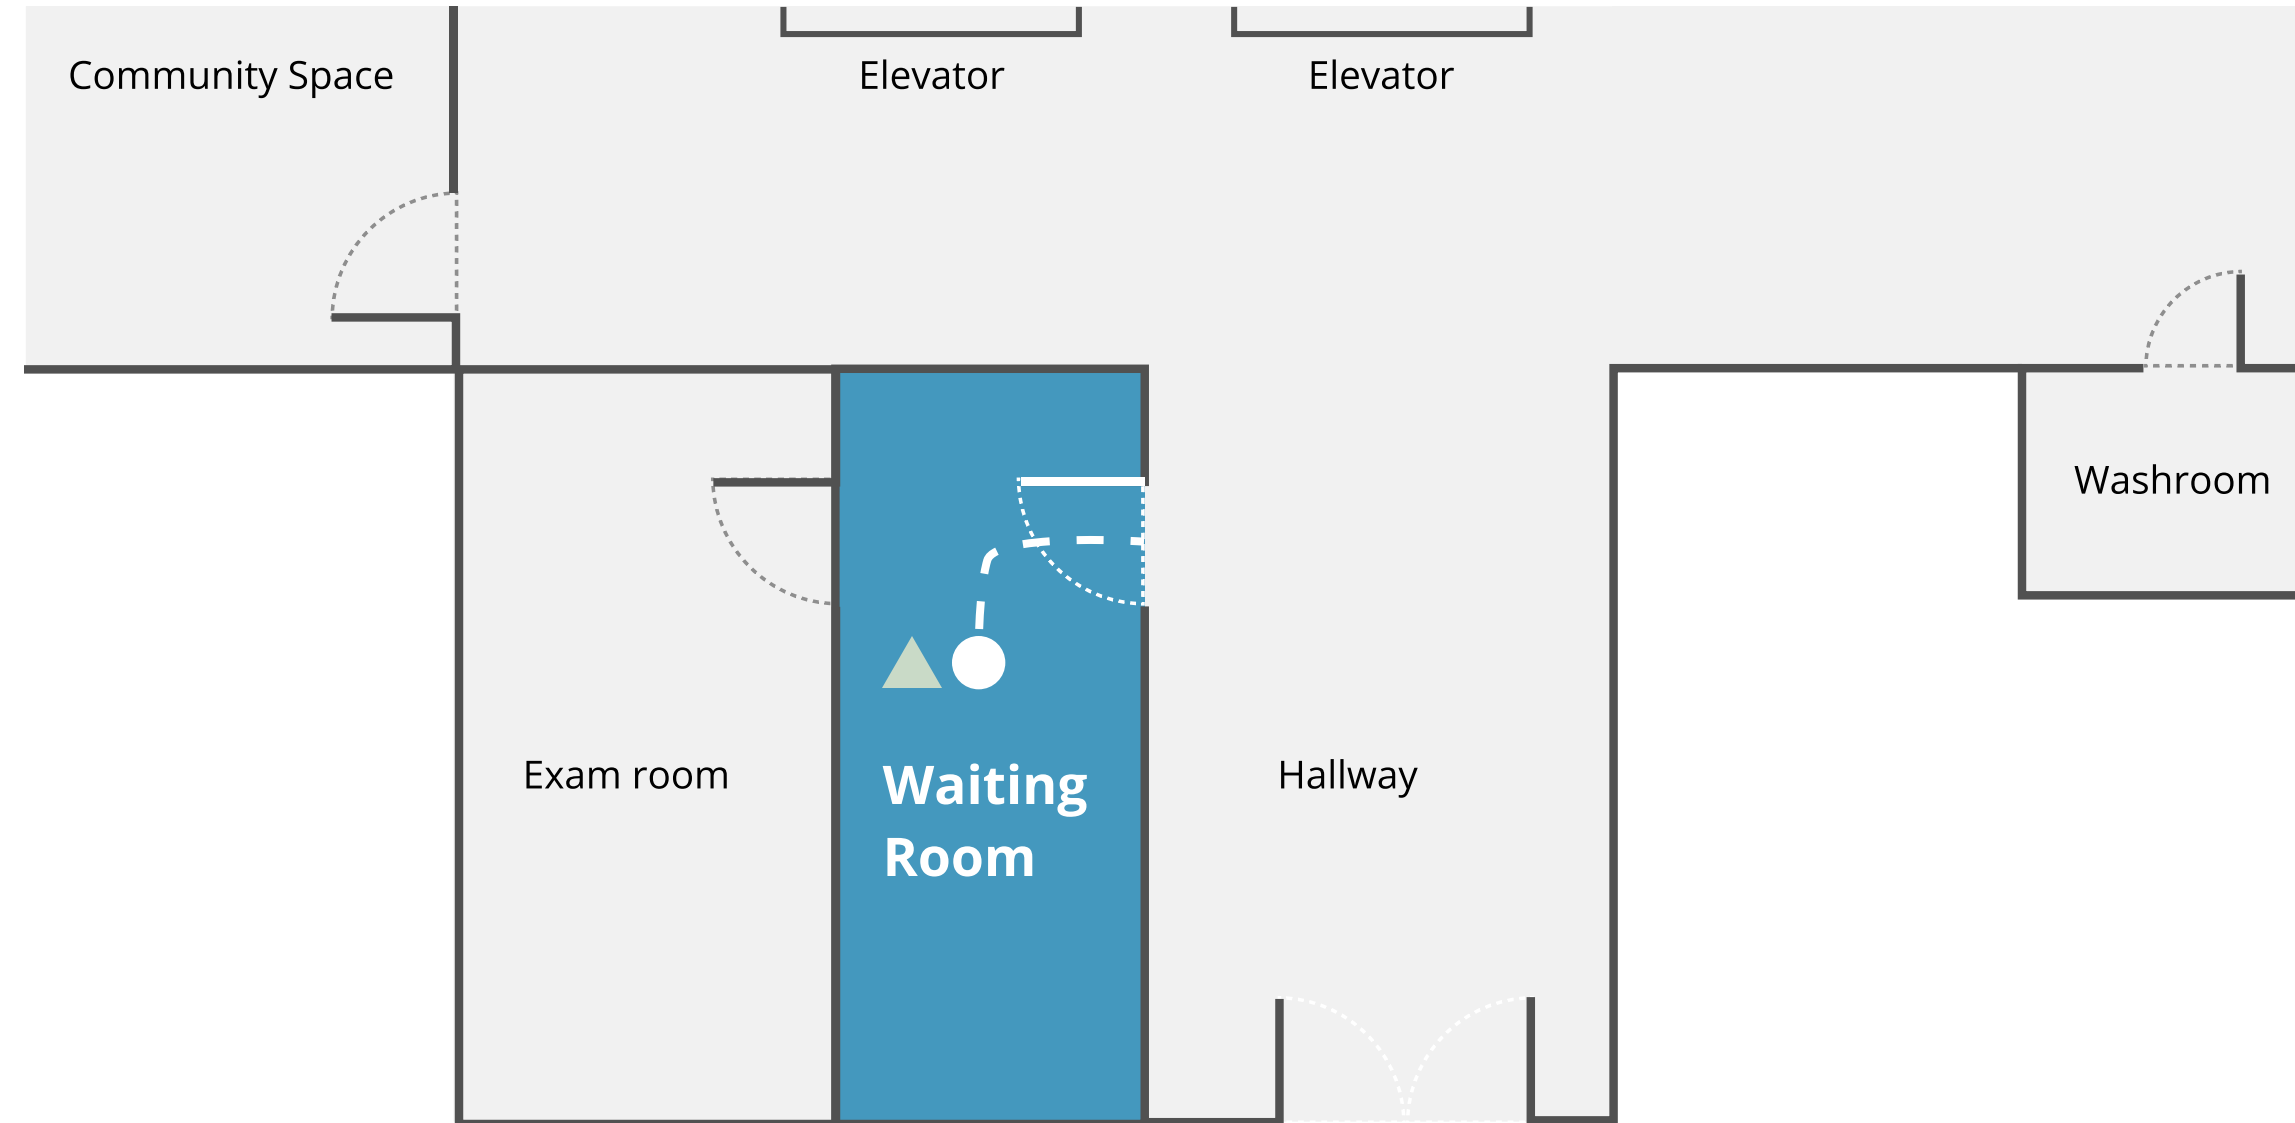 Community Space
Elevator
Elevator
Washroom
Exam room
Waiting
Room
Hallway